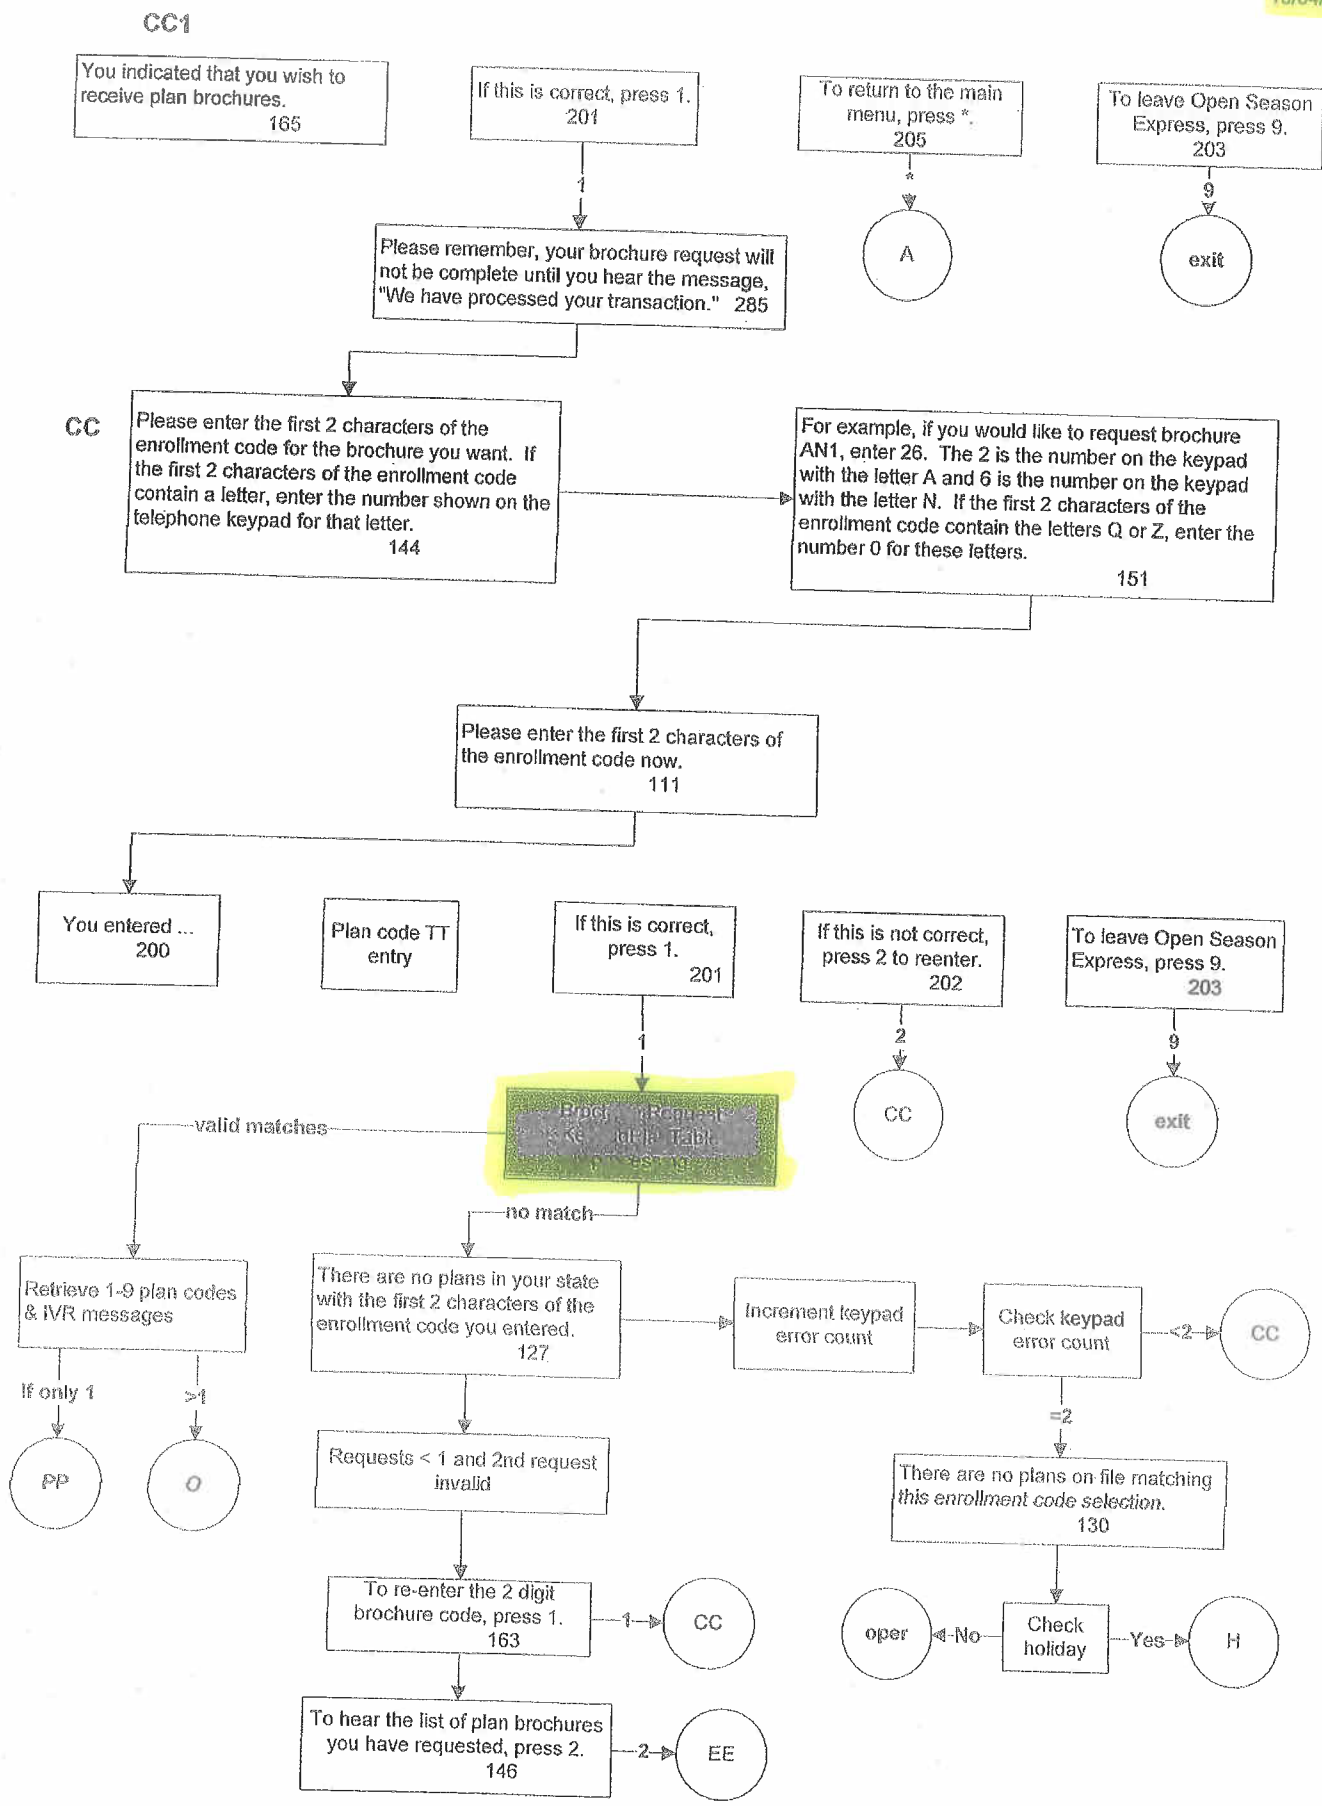 CC1
You indicated that you wish to
receive plan brochures.
165
If this is correct, press 1.
201
To return to the main
menu, press *.
205
To leave Open Season
Express, press 9.
203
1
*
9
A
exit
Please remember, your brochure request will
not be complete until you hear the message,
"We have processed your transaction." 285
CC
Please enter the first 2 characters of the
enrollment code for the brochure you want. If
the first 2 characters of the enrollment code
contain a letter, enter the number shown on the
telephone keypad for that letter.
144
For example, if you would like to request brochure
AN1, enter 26. The 2 is the number on the keypad
with the letter A and 6 is the number on the keypad
with the letter N. If the first 2 characters of the
enrollment code contain the letters Q or Z, enter the
number 0 for these letters.
151
Please enter the first 2 characters of
the enrollment code now.
111
You entered ...
200
Plan code TT
entry
If this is correct,
press 1.
201
If this is not correct,
press 2 to reenter.
202
To leave Open Season
Express, press 9.
203
1
2
9
CC
exit
Request
Table
valid matches
no match
Retrieve 1-9 plan codes
& IVR messages
There are no plans in your state
with the first 2 characters of the
enrollment code you entered.
127
Increment keypad
error count
Check keypad
error count
<2
CC
If only 1
>1
PP
O
=2
Requests < 1 and 2nd request
invalid
There are no plans on file matching
this enrollment code selection.
130
To re-enter the 2 digit
brochure code, press 1.
163
1
CC
oper
No
Check
holiday
Yes
H
To hear the list of plan brochures
you have requested, press 2.
146
2
EE